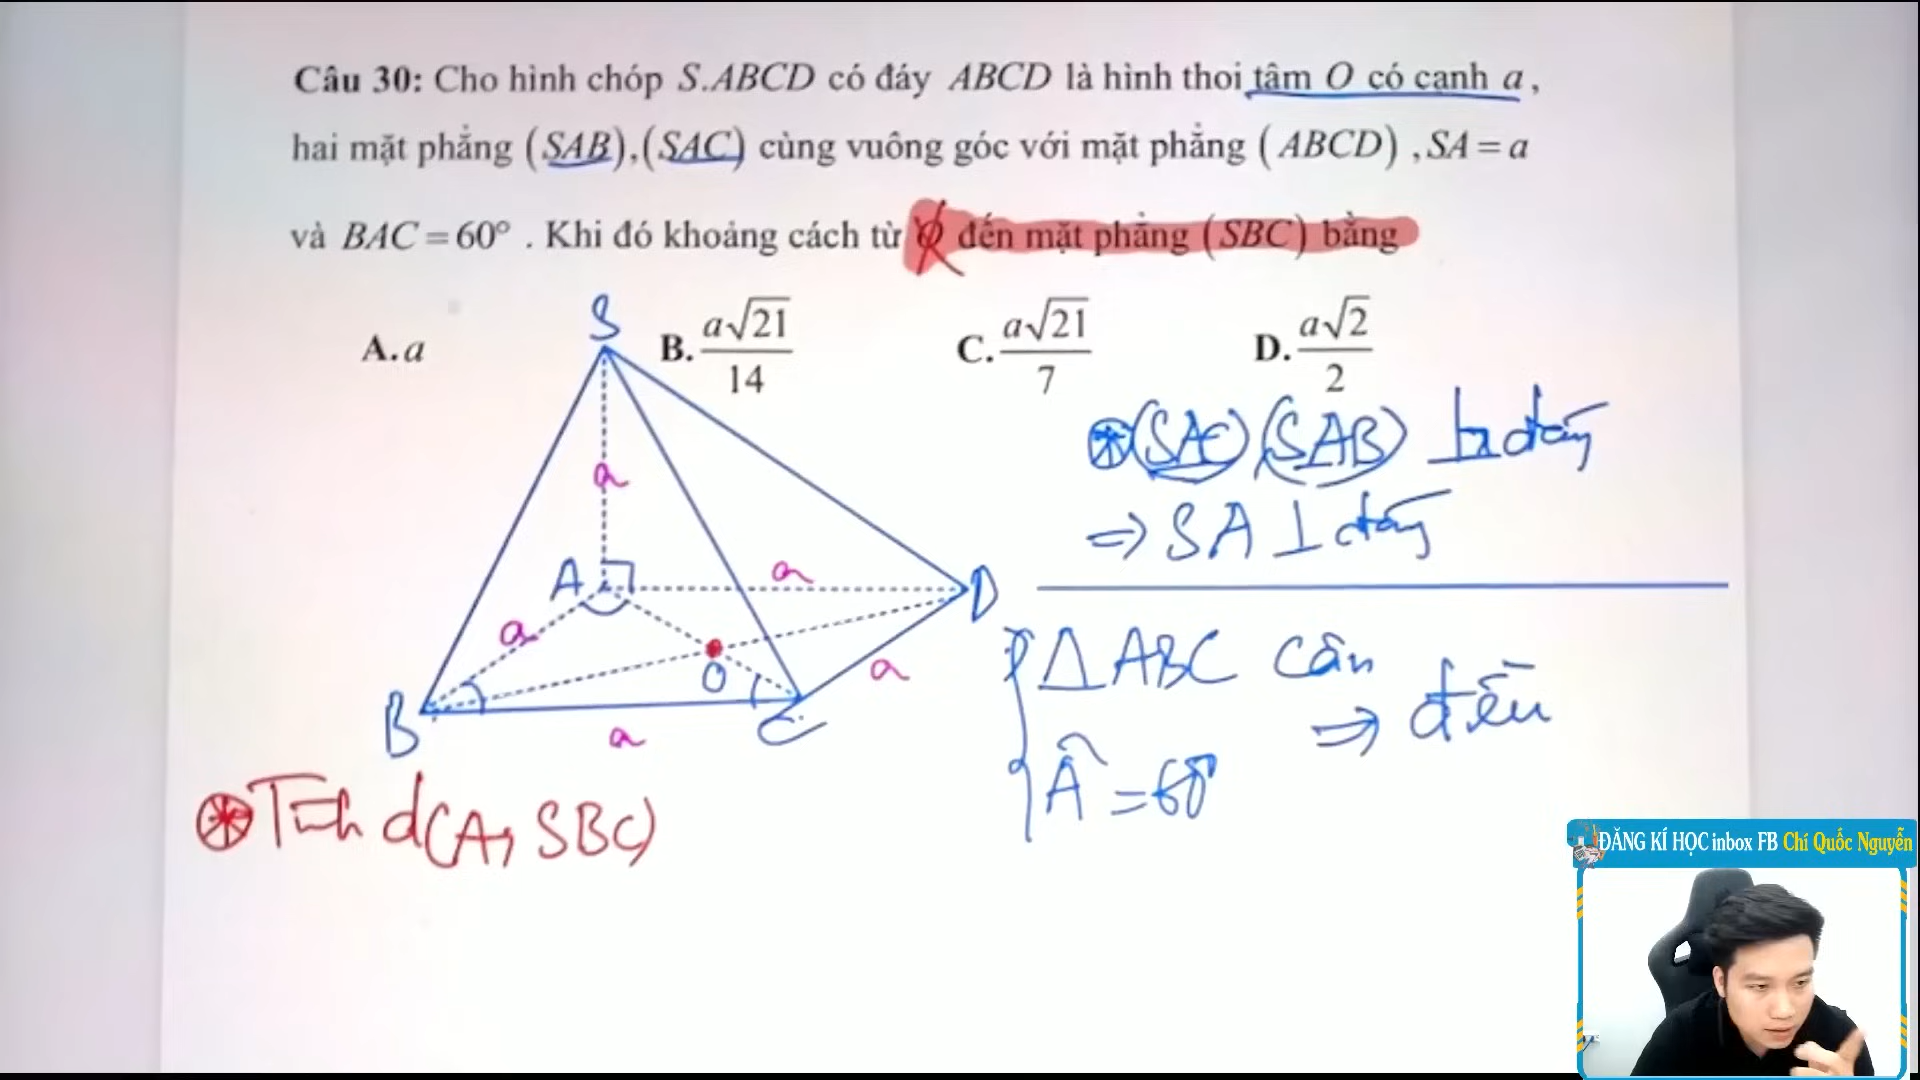 Câu 30: Cho hình chóp S.ABCD có đáy ABCD là hình thoi tâm O có cạnh a,
hai mặt phẳng (SAB),(SAC) cùng vuông góc với mặt phẳng (ABCD), SA = a
và BAC = 60° . Khi đó khoảng cách từ O đến mặt phẳng (SBC) bằng
A. a B. a√21/14 C. a√21/7 D. a√2/2
S
a
A
a
D
a
O
a
B
a
C
⊛ (SAC) (SAB) ⊥ đáy
⇒ SA ⊥ đáy
△ABC cân
⇒ đều
Â = 60°
⊛ Tính d(A, SBC)
ĐĂNG KÍ HỌC inbox FB Chí Quốc Nguyễn